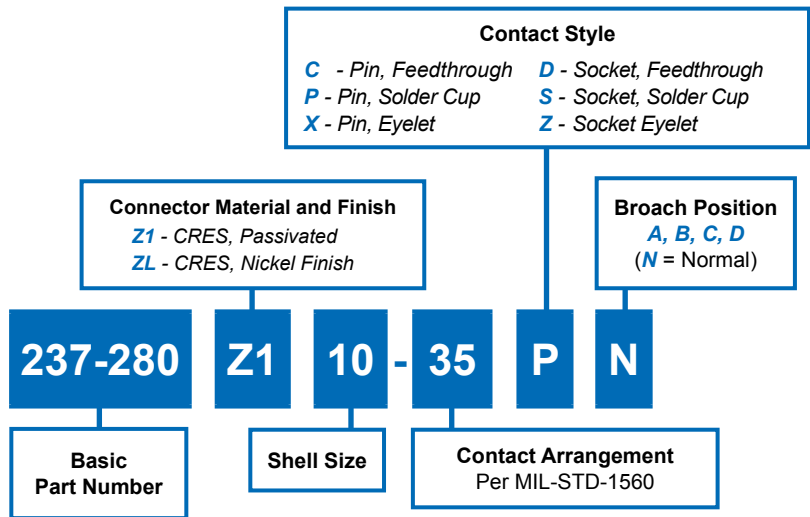 Contact Style
C - Pin, Feedthrough D - Socket, Feedthrough
P - Pin, Solder Cup S - Socket, Solder Cup
X - Pin, Eyelet Z - Socket Eyelet
Connector Material and Finish
Z1 - CRES, Passivated
ZL - CRES, Nickel Finish
Broach Position
A, B, C, D
(N = Normal)
237-280 Z1 10 - 35 P N
Basic
Part Number
Shell Size
Contact Arrangement
Per MIL-STD-1560